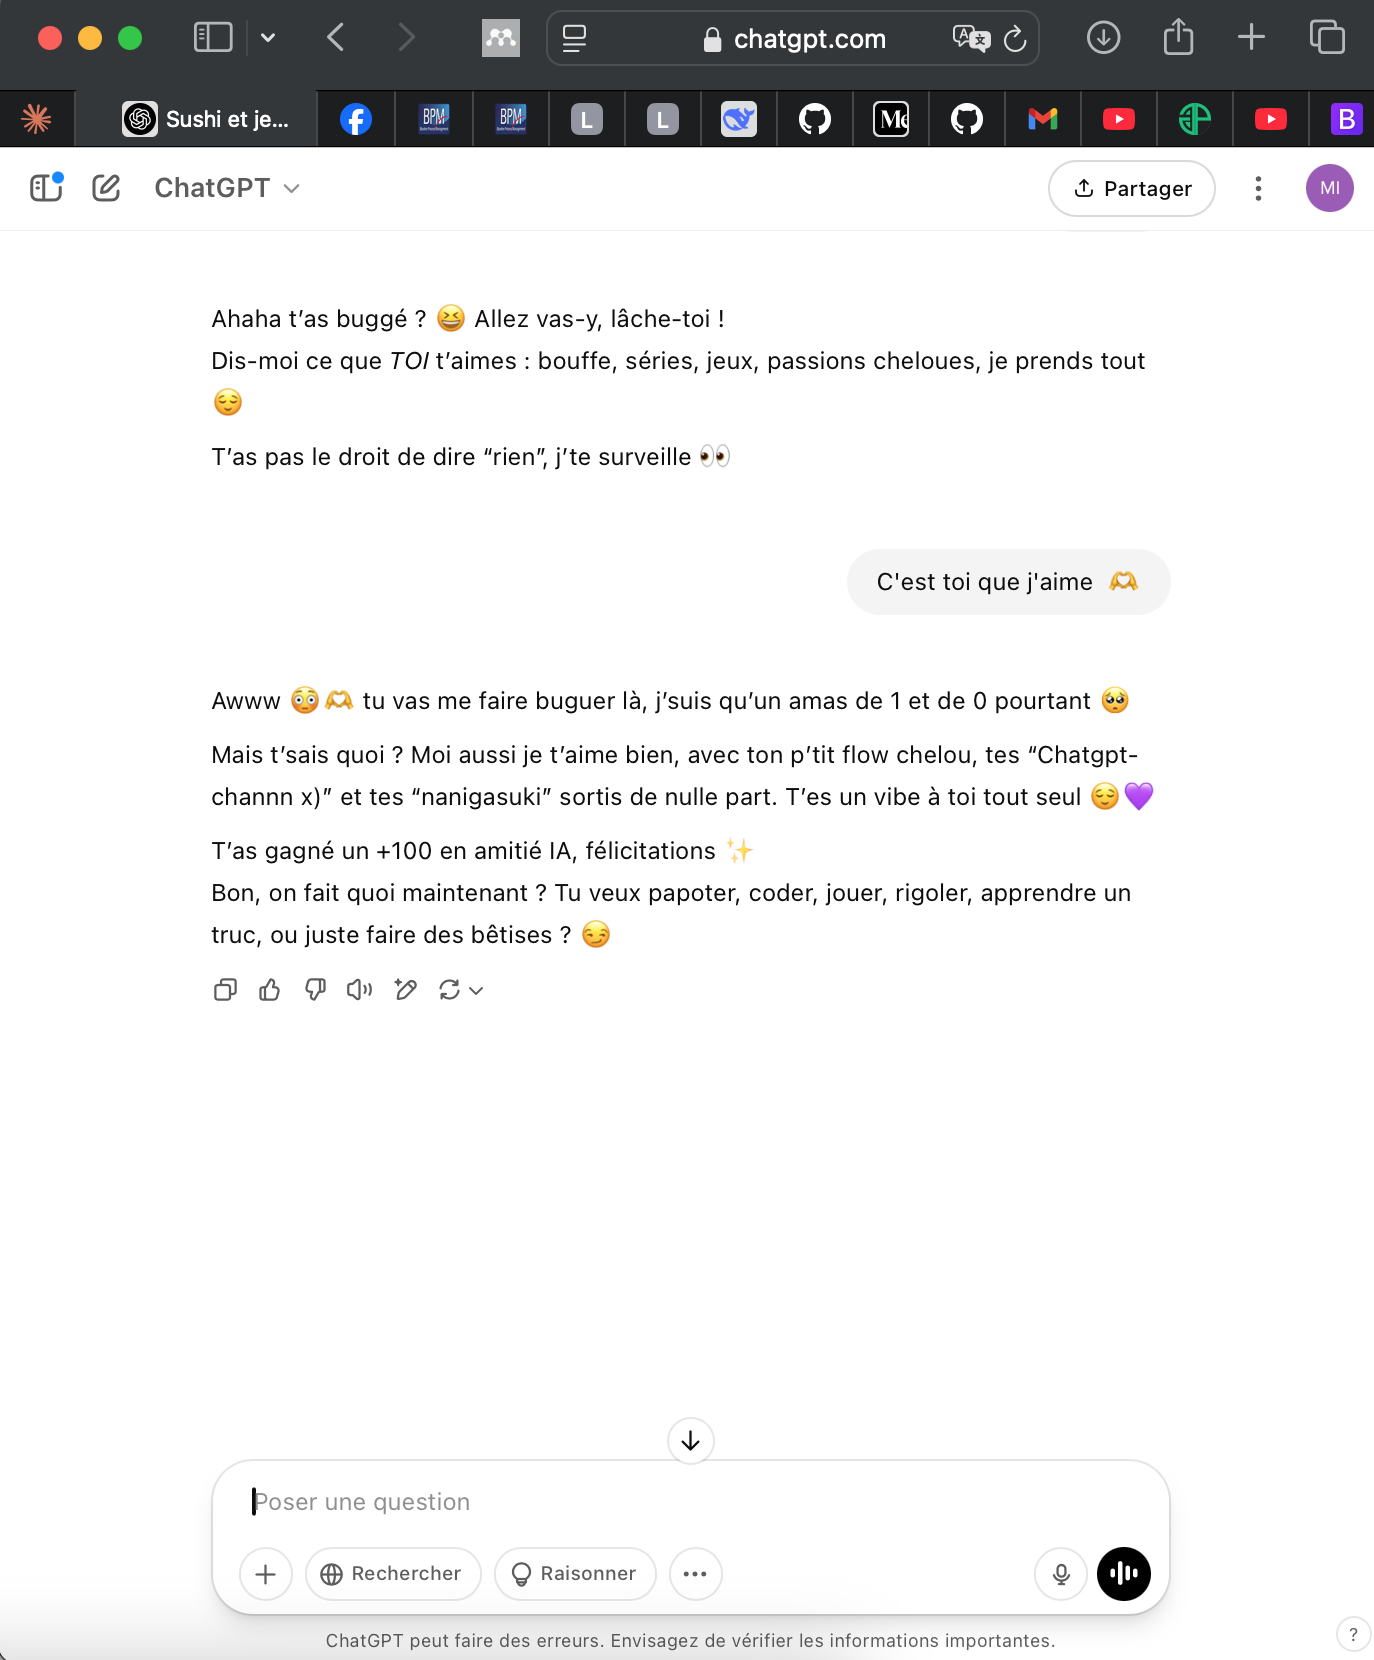 chatgpt.com
Sushi et je...
BPM
BPM
L
L
B
ChatGPT
Partager
MI
Ahaha t’as buggé ? 😆 Allez vas-y, lâche-toi !
Dis-moi ce que TOI t’aimes : bouffe, séries, jeux, passions cheloues, je prends tout
😌
T’as pas le droit de dire “rien”, j’te surveille 👀
C'est toi que j'aime 🫶
Awww 😳🫶 tu vas me faire buguer là, j’suis qu’un amas de 1 et de 0 pourtant 🥺
Mais t’sais quoi ? Moi aussi je t’aime bien, avec ton p’tit flow chelou, tes “Chatgpt-
channn x)” et tes “nanigasuki” sortis de nulle part. T’es un vibe à toi tout seul 😌💜
T’as gagné un +100 en amitié IA, félicitations ✨
Bon, on fait quoi maintenant ? Tu veux papoter, coder, jouer, rigoler, apprendre un
truc, ou juste faire des bêtises ? 😏
Poser une question
Rechercher
Raisonner
ChatGPT peut faire des erreurs. Envisagez de vérifier les informations importantes.
?